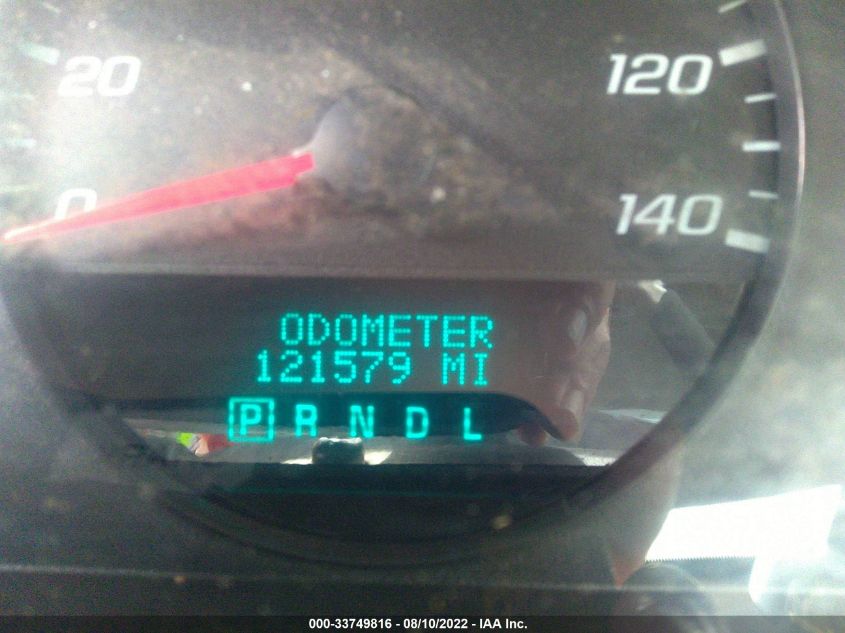 20
120
0
140
ODOMETER
121579 MI
P R N D L
000-33749816 - 08/10/2022 - IAA Inc.